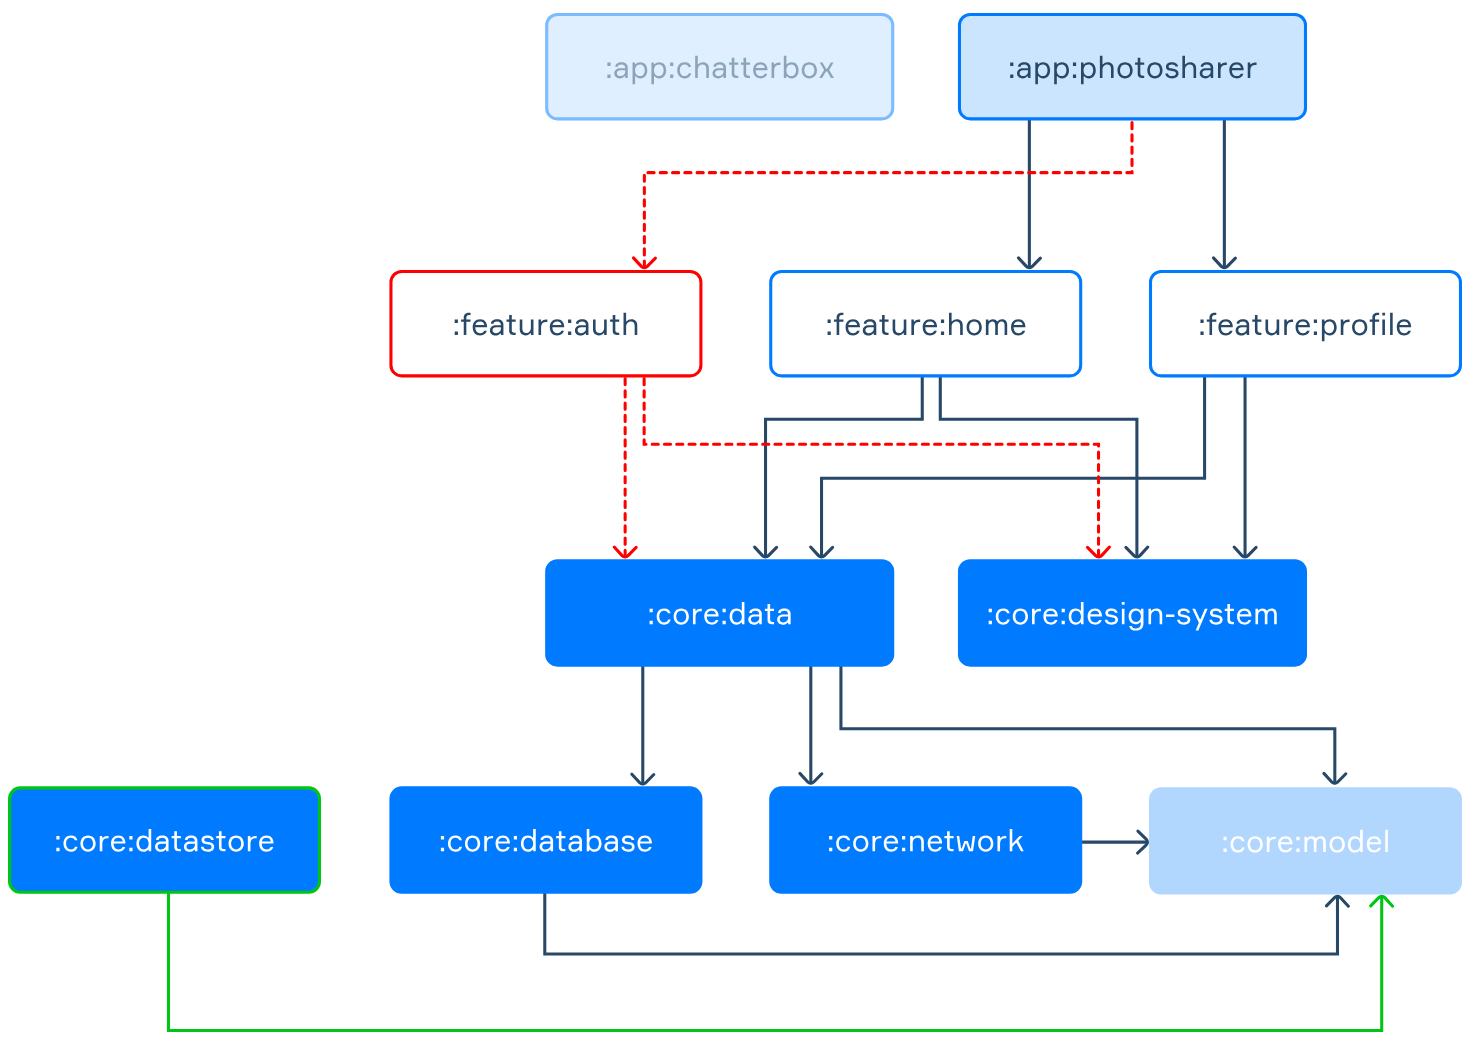 :app:chatterbox
:app:photosharer
:feature:auth
:feature:home
:feature:profile
:core:data
:core:design-system
:core:datastore
:core:database
:core:network
:core:model